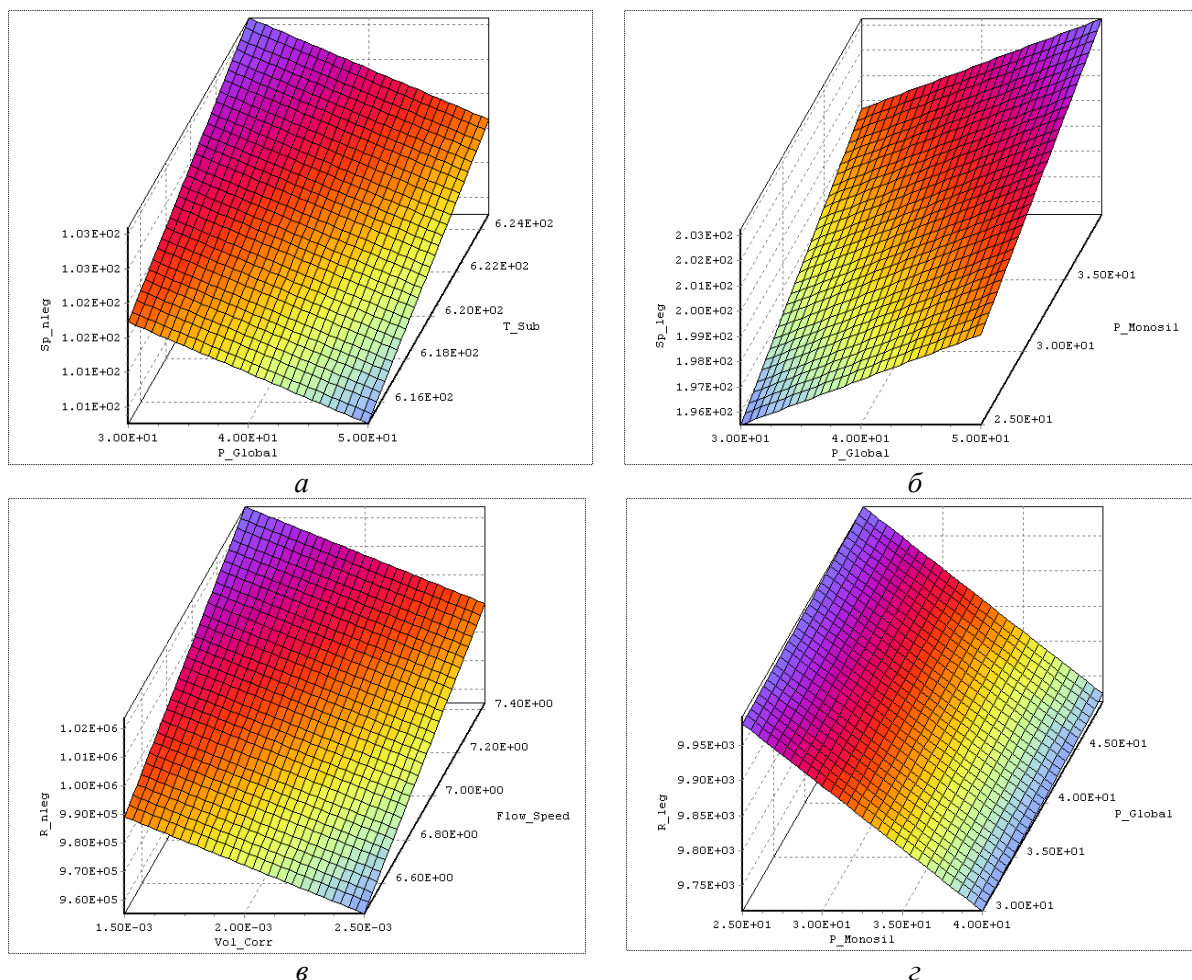 1.03E+02
1.03E+02
1.02E+02
1.02E+02
1.01E+02
1.01E+02
Sp_nleg
3.00E+01 4.00E+01 5.00E+01
P_Global
6.24E+02
6.22E+02
6.20E+02
T_Sub
6.18E+02
6.16E+02
а
2.03E+02
2.02E+02
2.01E+02
2.00E+02
1.99E+02
1.98E+02
1.97E+02
1.96E+02
Sp_leg
3.00E+01 4.00E+01 5.00E+01
P_Global
3.50E+01
P_Monosil
3.00E+01
2.50E+01
б
1.02E+06
1.01E+06
1.00E+06
9.90E+05
9.80E+05
9.70E+05
9.60E+05
R_nleg
1.50E-03 2.00E-03 2.50E-03
Vol_Corr
7.40E+00
7.20E+00
7.00E+00
Flow_Speed
6.80E+00
6.60E+00
в
9.95E+03
9.90E+03
9.85E+03
9.80E+03
9.75E+03
R_leg
2.50E+01 3.00E+01 3.50E+01 4.00E+01
P_Monosil
4.50E+01
4.00E+01
P_Global
3.50E+01
3.00E+01
г